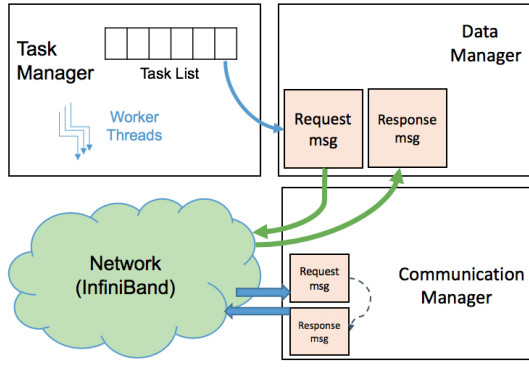 Task
Manager
Task List
Worker
Threads
Data
Manager
Request
msg
Response
msg
Network
(InfiniBand)
Request
msg
Response
msg
Communication
Manager